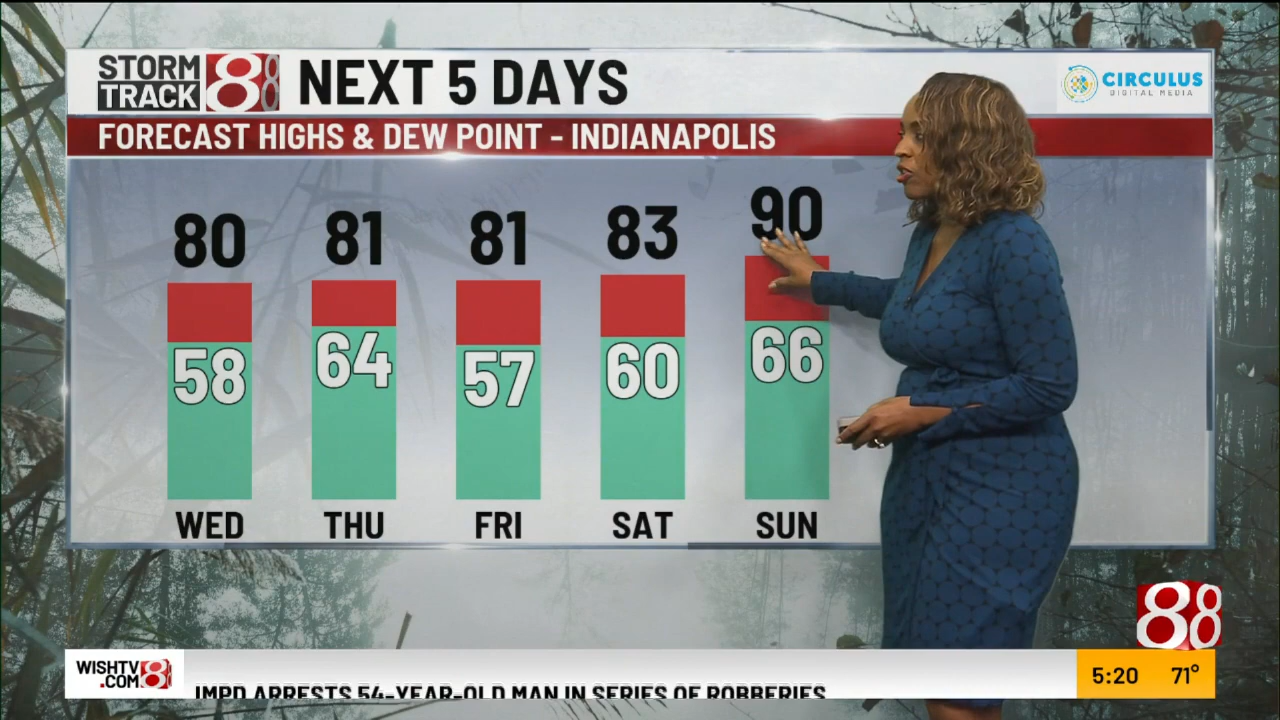 STORM
TRACK 8
NEXT 5 DAYS
CIRCULUS
DIGITAL MEDIA
FORECAST HIGHS & DEW POINT - INDIANAPOLIS
80 81 81 83 90
58 64 57 60 66
WED THU FRI SAT SUN
8
WISHTV
.COM 8
IMPD ARRESTS 54-YEAR-OLD MAN IN SERIES OF ROBBERIES
5:20 71°